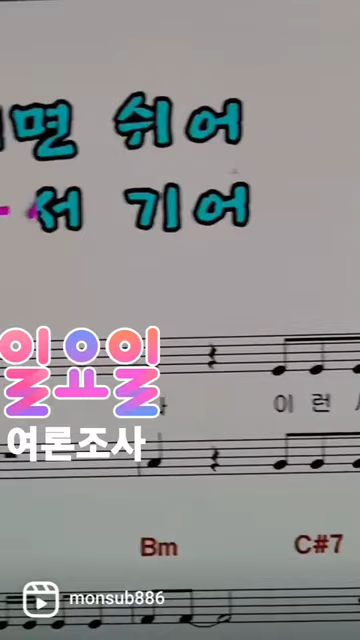 면 쉬어
서 기어
일요일
이 런
여론조사
Bm C#7
monsub886